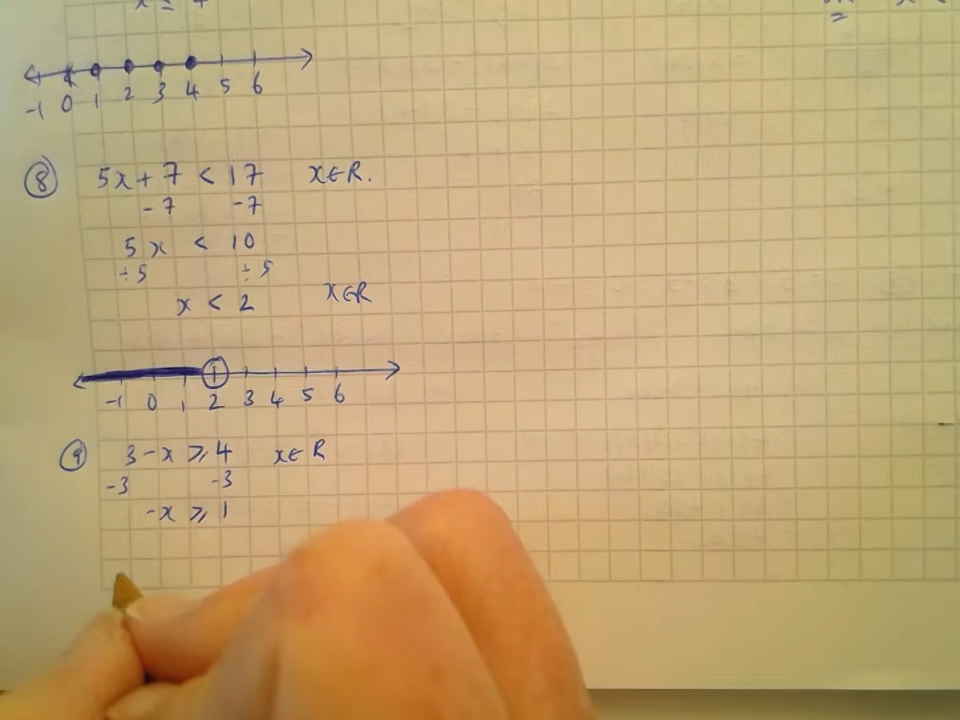 -1 0 1 2 3 4 5 6
8 5x + 7 < 17 x ∈ R.
-7 -7
5x < 10
÷5 ÷5
x < 2 x ∈ R
-1 0 1 2 3 4 5 6
9 3 - x ≥ 4 x ∈ R
-3 -3
-x ≥ 1